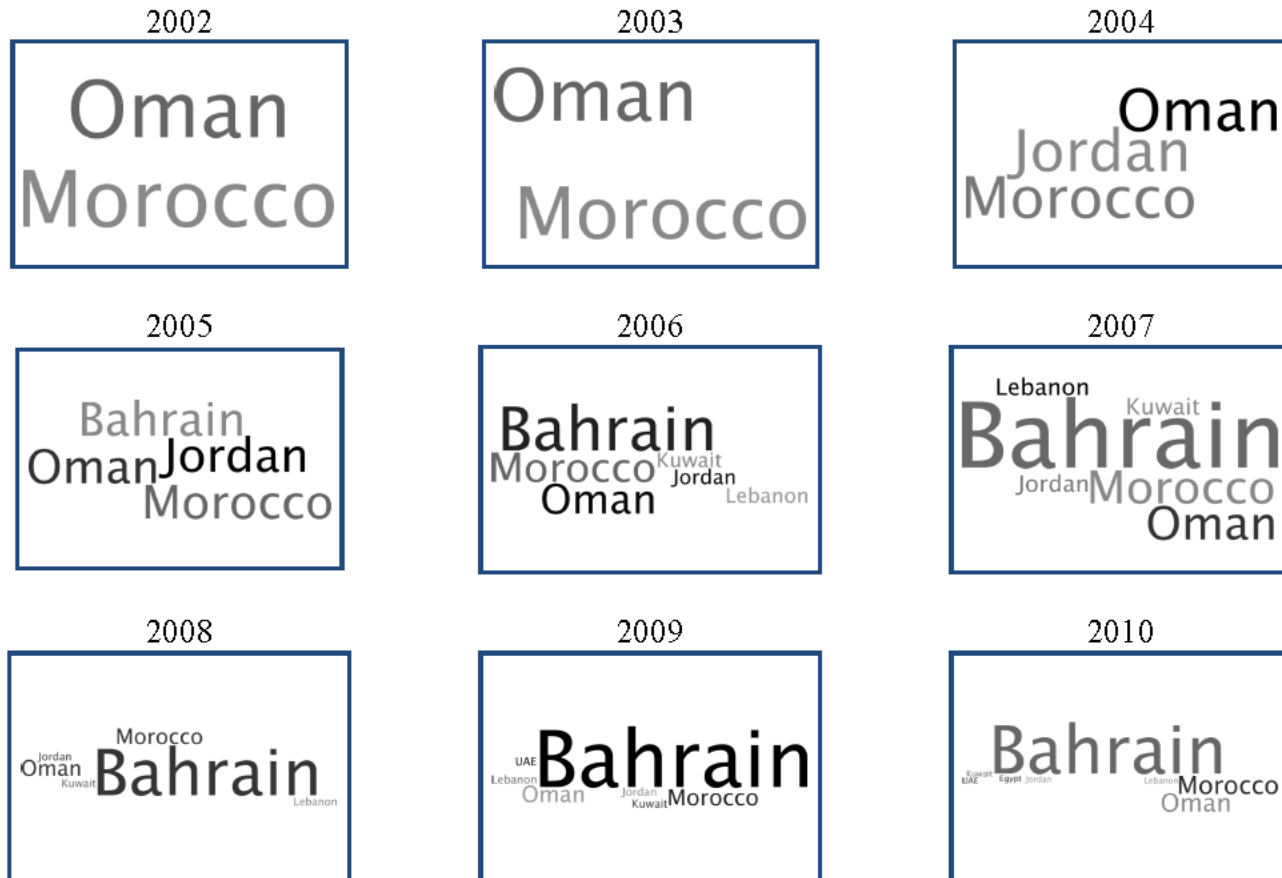 2002
Oman
Morocco
2003
Oman
Morocco
2004
Oman
Jordan
Morocco
2005
Bahrain
Oman Jordan
Morocco
2006
Bahrain
Morocco Kuwait
Jordan
Oman Lebanon
2007
Lebanon
Kuwait
Bahrain
Jordan Morocco
Oman
2008
Morocco
Jordan
Oman Bahrain
Kuwait
Lebanon
2009
Bahrain
UAE
Lebanon
Oman Jordan Morocco
Kuwait
2010
Bahrain
Kuwait
UAE Egypt Jordan Lebanon Morocco
Oman